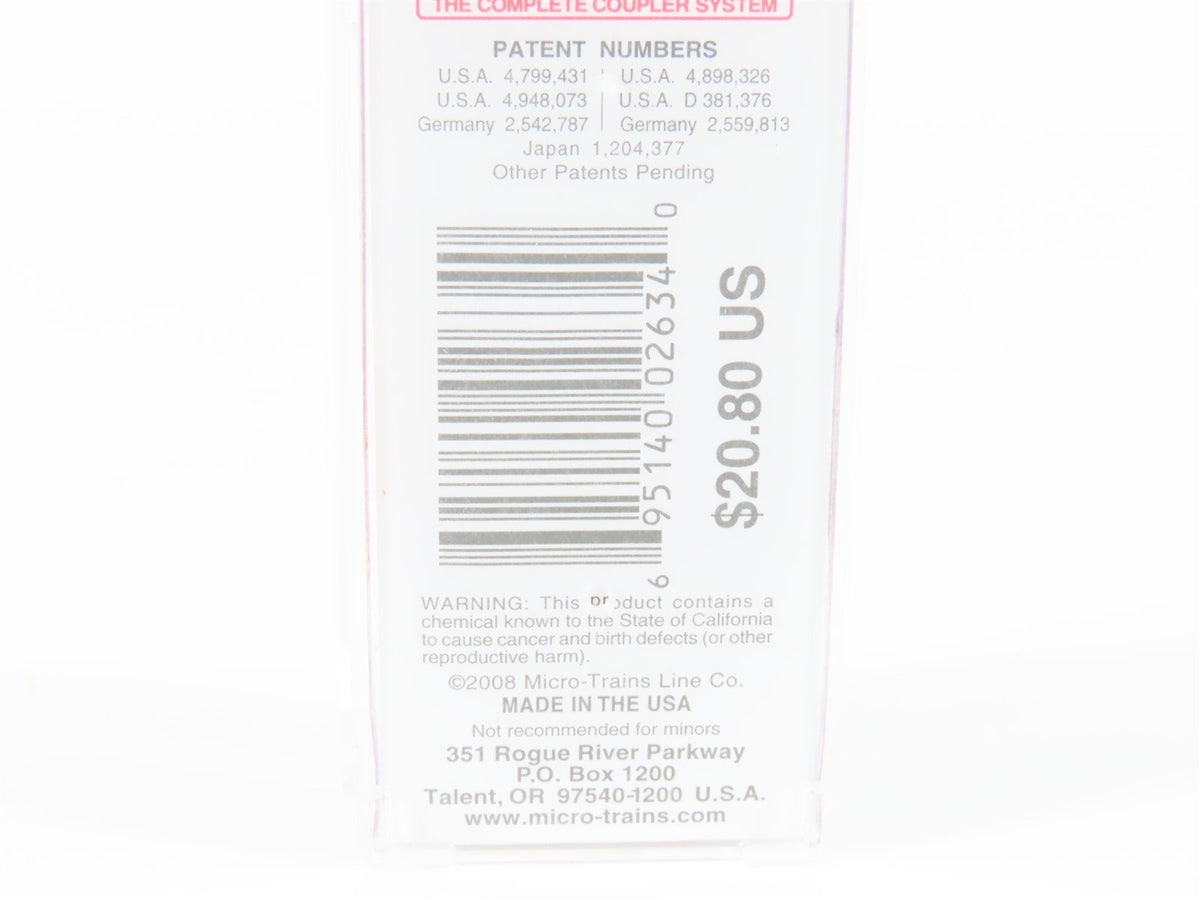 THE COMPLETE COUPLER SYSTEM
PATENT NUMBERS
U.S.A. 4,799,431 U.S.A. 4,898,326
U.S.A. 4,948,073 U.S.A. D 381,376
Germany 2,542,787 Germany 2,559,813
Japan 1,204,377
Other Patents Pending
6 95140 02634 0
$20.80 US
WARNING: This product contains a
chemical known to the State of California
to cause cancer and birth defects (or other
reproductive harm).
©2008 Micro-Trains Line Co.
MADE IN THE USA
Not recommended for minors
351 Rogue River Parkway
P.O. Box 1200
Talent, OR 97540-1200 U.S.A.
www.micro-trains.com